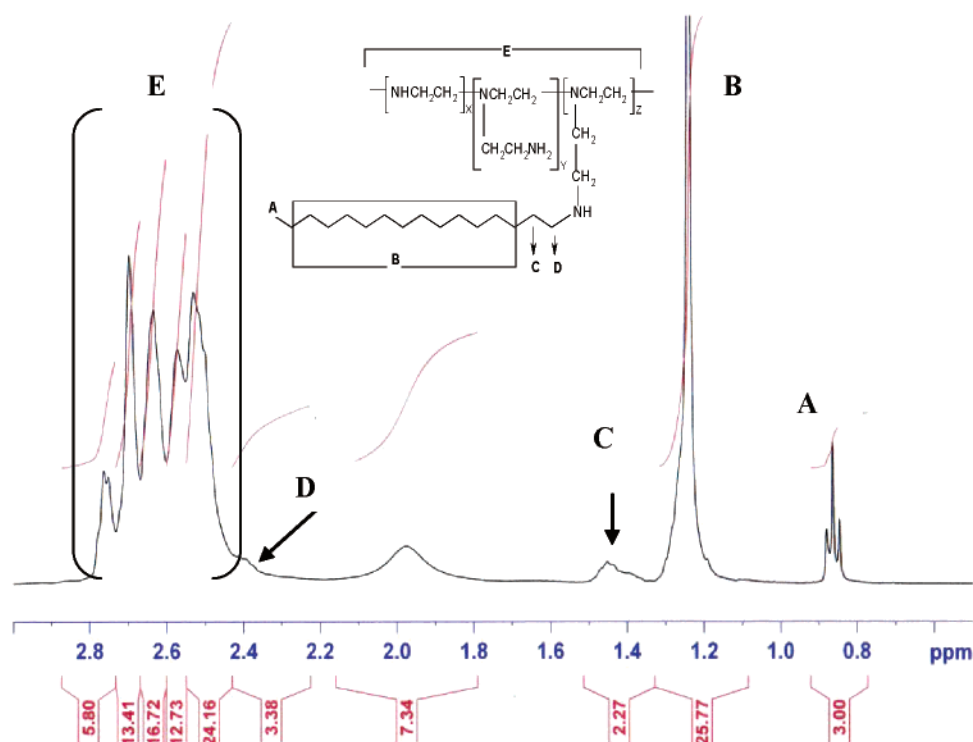 E
E
B
NHCH₂CH₂ X NCH₂CH₂ NCH₂CH₂ Z
CH₂
CH₂CH₂NH₂ Y
CH₂
A NH
B C D
A
C
D
2.8 2.6 2.4 2.2 2.0 1.8 1.6 1.4 1.2 1.0 0.8 ppm
5.80 13.41 16.72 12.73 24.16 3.38 7.34 2.27 25.77 3.00